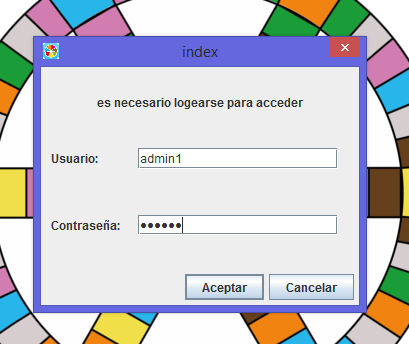 index
es necesario logearse para acceder
Usuario: admin1
Contraseña: ●●●●●●
Aceptar Cancelar